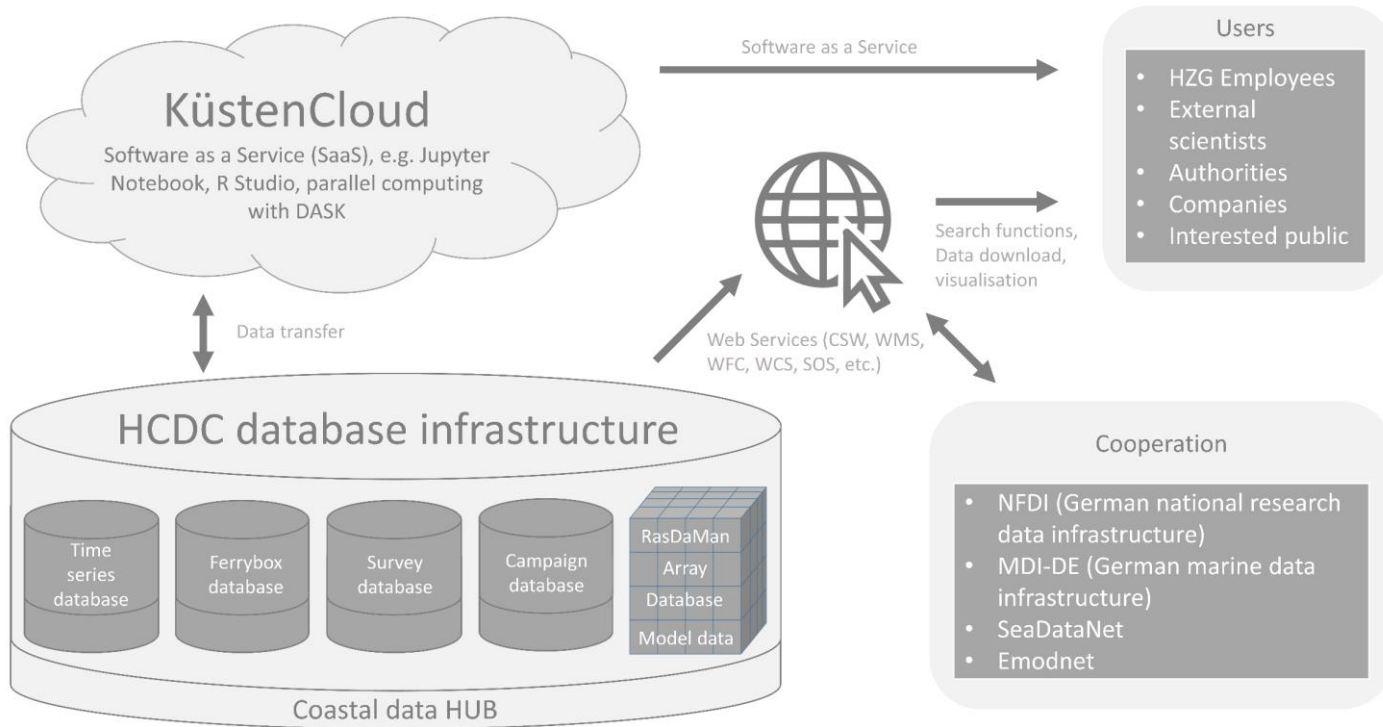 KüstenCloud
Software as a Service (SaaS), e.g. Jupyter
Notebook, R Studio, parallel computing
with DASK
Software as a Service
Users
• HZG Employees
• External
scientists
• Authorities
• Companies
• Interested public
Search functions,
Data download,
visualisation
Data transfer
Web Services (CSW, WMS,
WFC, WCS, SOS, etc.)
HCDC database infrastructure
Time
series
database
Ferrybox
database
Survey
database
Campaign
database
RasDaMan
Array
Database
Model data
Coastal data HUB
Cooperation
• NFDI (German national research
data infrastructure)
• MDI-DE (German marine data
infrastructure)
• SeaDataNet
• Emodnet